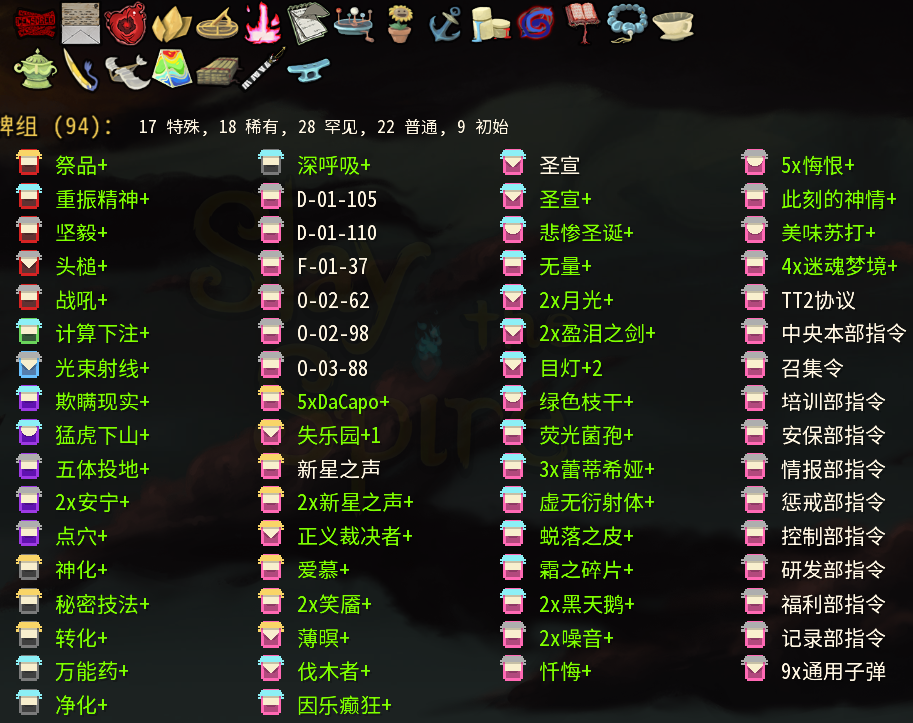 牌组 (94): 17 特殊, 18 稀有, 28 罕见, 22 普通, 9 初始
祭品+
重振精神+
坚毅+
头槌+
战吼+
计算下注+
光束射线+
欺瞒现实+
猛虎下山+
五体投地+
2x安宁+
点穴+
神化+
秘密技法+
转化+
万能药+
净化+
深呼吸+
D-01-105
D-01-110
F-01-37
O-02-62
O-02-98
O-03-88
5xDaCapo+
失乐园+1
新星之声
2x新星之声+
正义裁决者+
爱慕+
2x笑靥+
薄暝+
伐木者+
因乐癫狂+
圣宣
圣宣+
悲惨圣诞+
无量+
2x月光+
2x盈泪之剑+
目灯+2
绿色枝干+
荧光菌孢+
3x蕾蒂希娅+
虚无衍射体+
蜕落之皮+
霜之碎片+
2x黑天鹅+
2x噪音+
忏悔+
5x悔恨+
此刻的神情+
美味苏打+
4x迷魂梦境+
TT2协议
中央本部指令
召集令
培训部指令
安保部指令
情报部指令
惩戒部指令
控制部指令
研发部指令
福利部指令
记录部指令
9x通用子弹
Slay
the
Spire